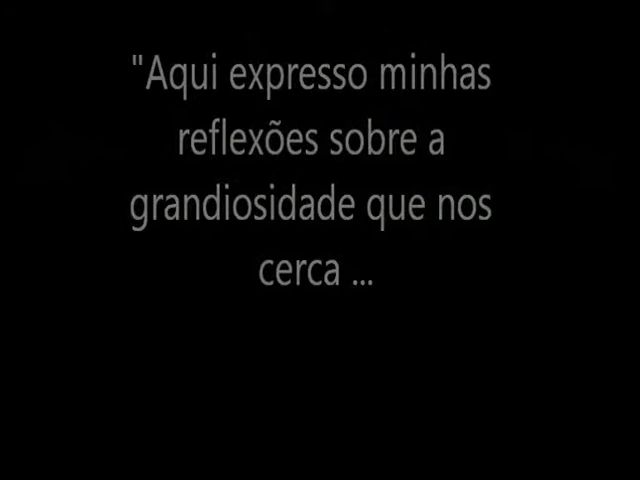 "Aqui expresso minhas
reflexões sobre a
grandiosidade que nos
cerca ...